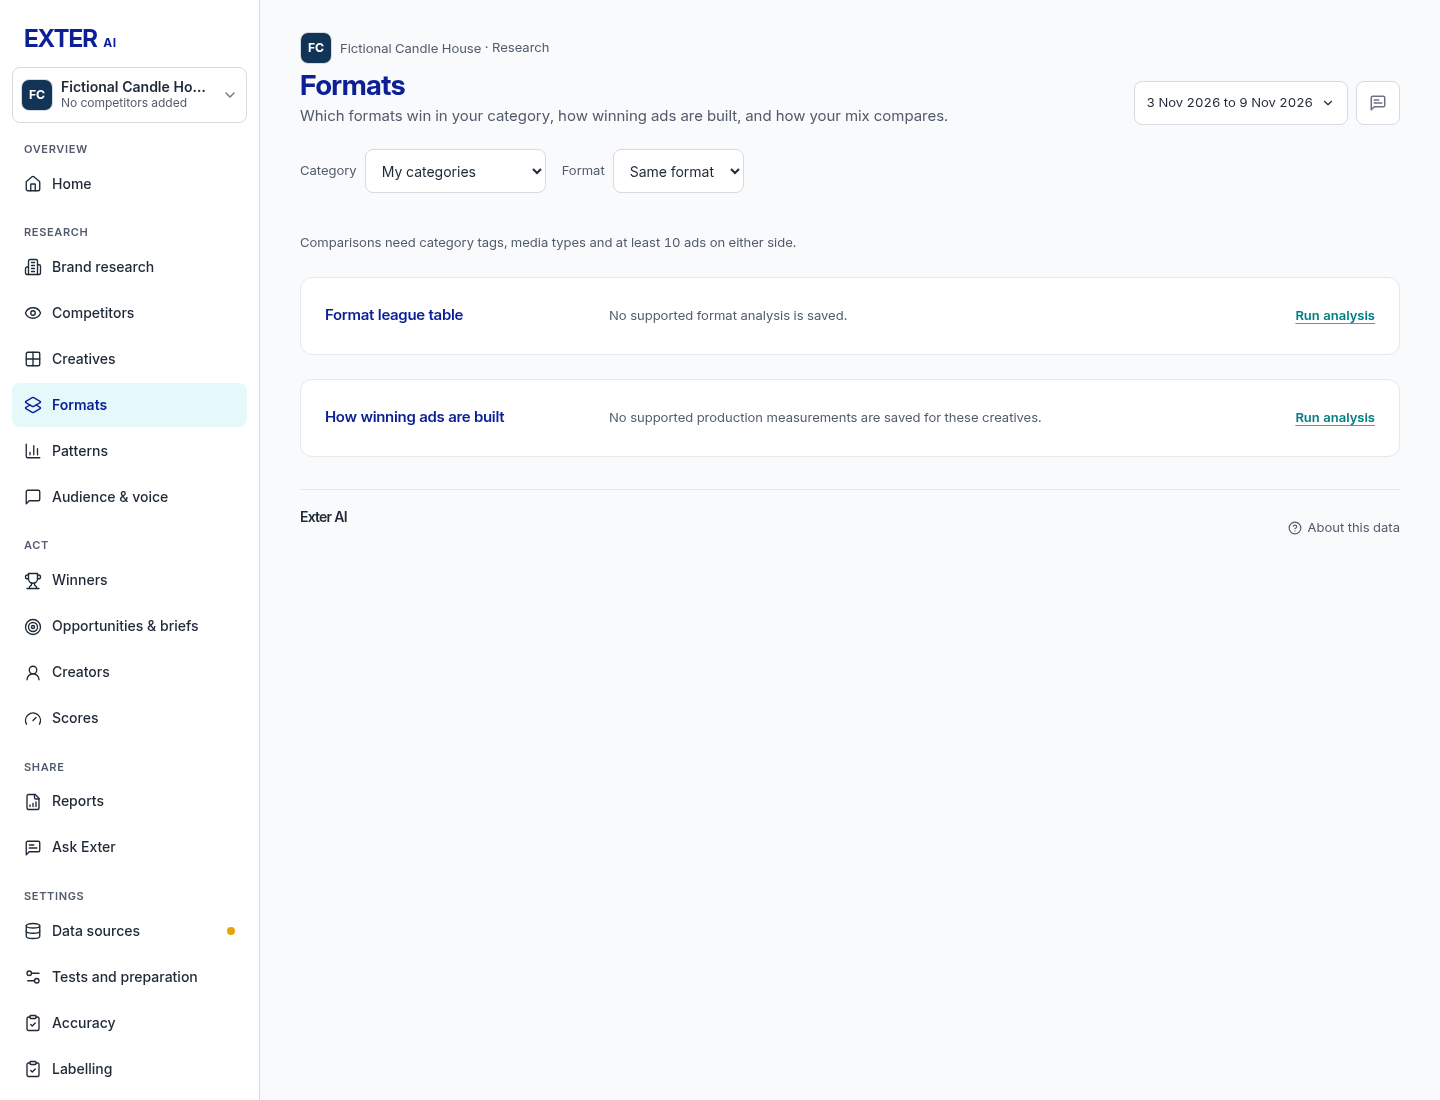 EXTER AI
FC
Fictional Candle Ho...
No competitors added
OVERVIEW
Home
RESEARCH
Brand research
Competitors
Creatives
Formats
Patterns
Audience & voice
ACT
Winners
Opportunities & briefs
Creators
Scores
SHARE
Reports
Ask Exter
SETTINGS
Data sources
Tests and preparation
Accuracy
Labelling
FC Fictional Candle House · Research
Formats
Which formats win in your category, how winning ads are built, and how your mix compares.
3 Nov 2026 to 9 Nov 2026
Category My categories Format Same format
Comparisons need category tags, media types and at least 10 ads on either side.
Format league table No supported format analysis is saved. Run analysis
How winning ads are built No supported production measurements are saved for these creatives. Run analysis
Exter AI
About this data